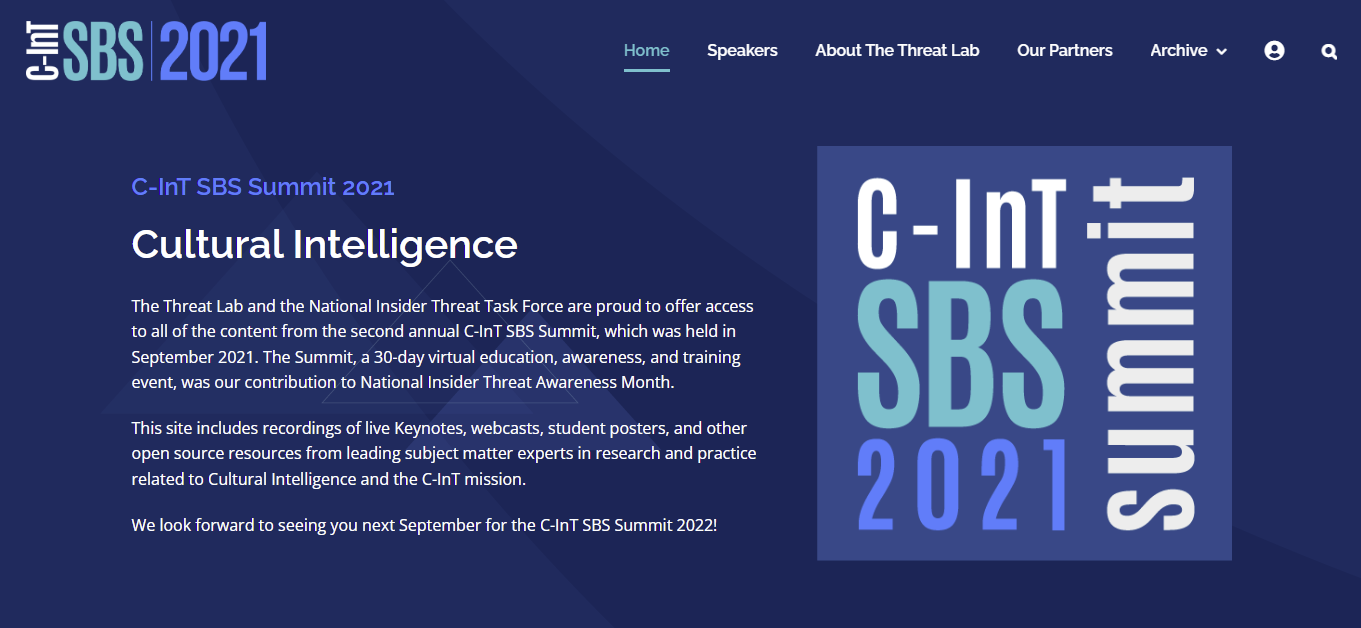 C-InT SBS 2021
Home
Speakers
About The Threat Lab
Our Partners
Archive
C-InT SBS Summit 2021
Cultural Intelligence
The Threat Lab and the National Insider Threat Task Force are proud to offer access
to all of the content from the second annual C-InT SBS Summit, which was held in
September 2021. The Summit, a 30-day virtual education, awareness, and training
event, was our contribution to National Insider Threat Awareness Month.
This site includes recordings of live Keynotes, webcasts, student posters, and other
open source resources from leading subject matter experts in research and practice
related to Cultural Intelligence and the C-InT mission.
We look forward to seeing you next September for the C-InT SBS Summit 2022!
C-InT
SBS
2021
summit